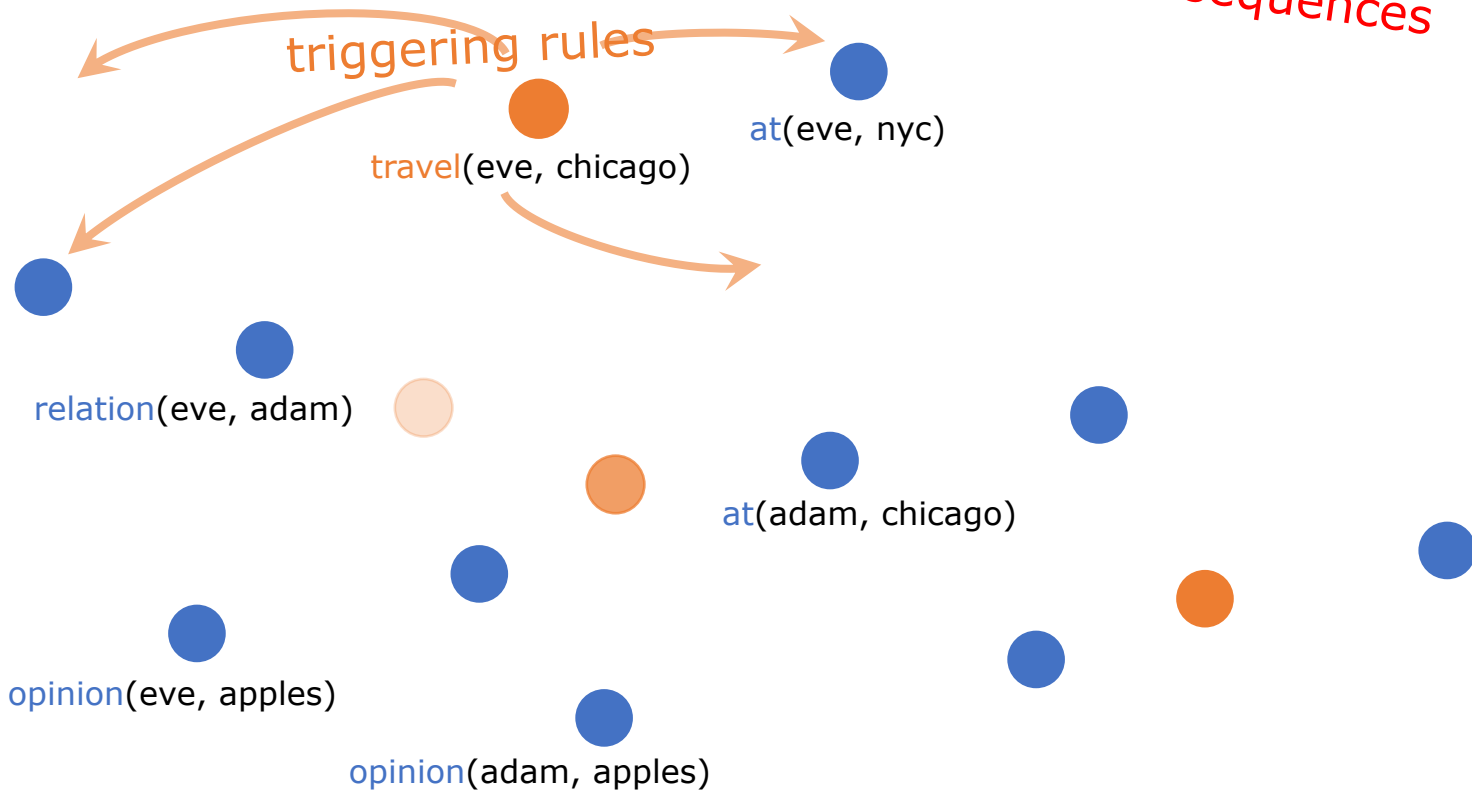 triggering rules
travel(eve, chicago)
at(eve, nyc)
relation(eve, adam)
at(adam, chicago)
opinion(eve, apples)
opinion(adam, apples)